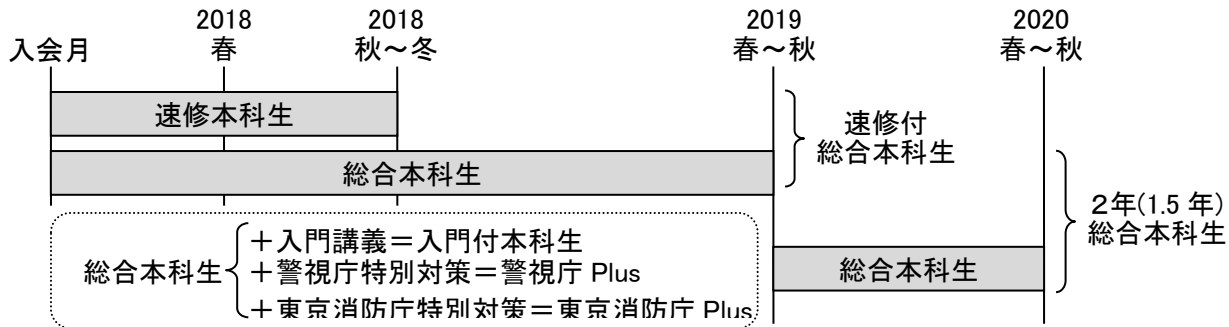 入会月
2018
春
2018
秋～冬
2019
春～秋
2020
春～秋
速修本科生
総合本科生
速修付
総合本科生
総合本科生
＋入門講義＝入門付本科生
＋警視庁特別対策＝警視庁 Plus
＋東京消防庁特別対策＝東京消防庁 Plus
総合本科生
２年(1.5 年)
総合本科生